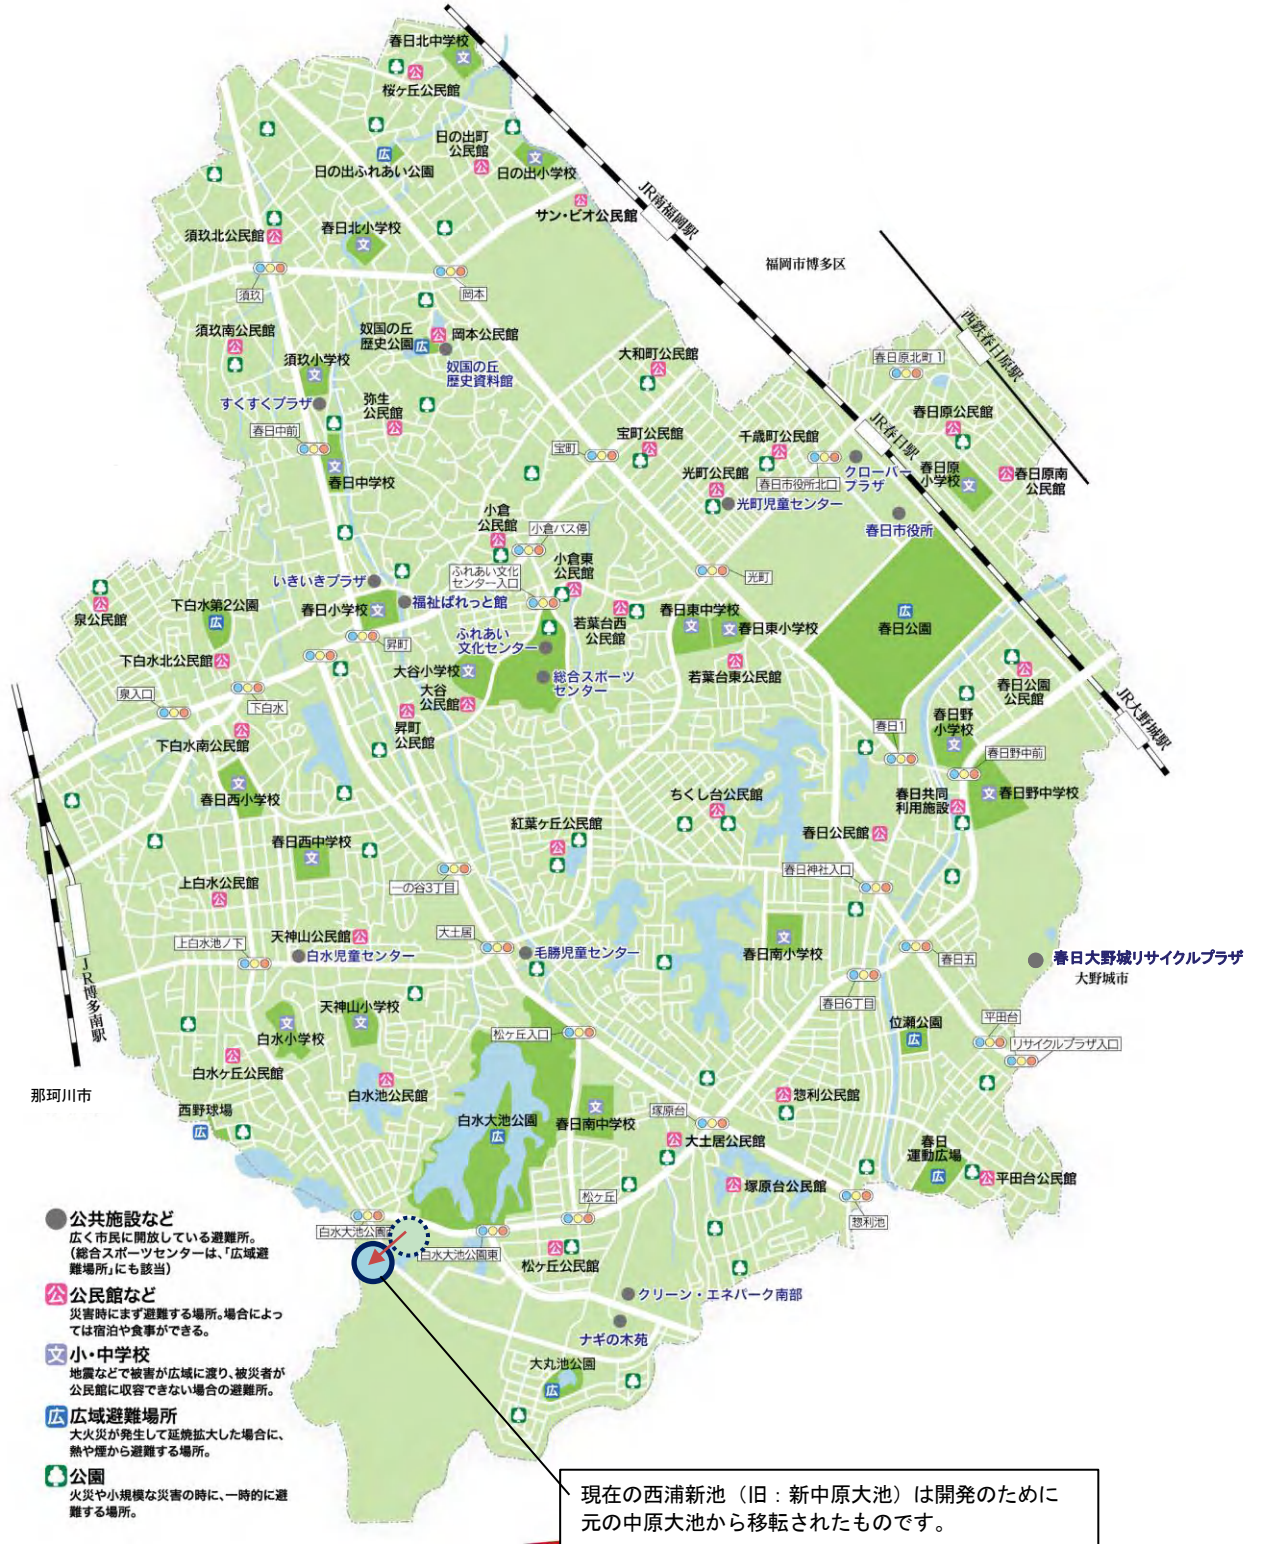 春日北中学校
桜ヶ丘公民館
日の出町
公民館
日の出ふれあい公園
日の出小学校
JR南福岡駅
サン・ビオ公民館
須玖北公民館
春日北小学校
福岡市博多区
須玖
岡本
西鉄春日原駅
須玖南公民館
奴国の丘
歴史公園
岡本公民館
奴国の丘
歴史資料館
須玖小学校
大和町公民館
春日原北町1
すくすくプラザ
弥生
公民館
春日原公民館
JR春日駅
春日中前
宝町
宝町公民館
千歳町公民館
春日中学校
光町公民館
春日市役所北口
クローバー
プラザ
春日原
小学校
春日原南
公民館
光町児童センター
小倉
公民館
小倉バス停
春日市役所
いきいきプラザ
ふれあい文化
センター入口
小倉東
公民館
光町
泉公民館
下白水第2公園
春日小学校
福祉ぱれっと館
若葉台西
公民館
春日東中学校
春日東小学校
春日公園
昇町
ふれあい
文化センター
下白水北公民館
大谷小学校
総合スポーツ
センター
若葉台東公民館
春日公園
公民館
泉入口
下白水
大谷
公民館
昇町
公民館
JR大野城駅
下白水南公民館
春日1
春日野
小学校
春日野中前
春日西小学校
ちくし台公民館
春日共同
利用施設
春日野中学校
紅葉ヶ丘公民館
春日公民館
春日西中学校
春日神社入口
上白水公民館
一の谷3丁目
上白水池ノ下
天神山公民館
大土居
白水児童センター
毛勝児童センター
春日南小学校
春日五
春日大野城リサイクルプラザ
大野城市
JR博多南駅
春日6丁目
天神山小学校
白水小学校
松ヶ丘入口
位瀬公園
平田台
リサイクルプラザ入口
白水ヶ丘公民館
那珂川市
白水池公民館
惣利公民館
西野球場
白水大池公園
春日南中学校
塚原台
大土居公民館
春日
運動広場
塚原台公民館
平田台公民館
松ヶ丘
惣利池
白水大池公園
白水大池公園東
松ヶ丘公民館
クリーン・エネパーク南部
ナギの木苑
大丸池公園
公共施設など
広く市民に開放している避難所。
(総合スポーツセンターは、「広域避
難場所」にも該当)
公 公民館など
災害時にまず避難する場所。場合によっ
ては宿泊や食事ができる。
文 小・中学校
地震などで被害が広域に渡り、被災者が
公民館に収容できない場合の避難所。
広 広域避難場所
大火災が発生して延焼拡大した場合に、
熱や煙から避難する場所。
公園
火災や小規模な災害の時に、一時的に避
難する場所。
現在の西浦新池（旧：新中原大池）は開発のために
元の中原大池から移転されたものです。